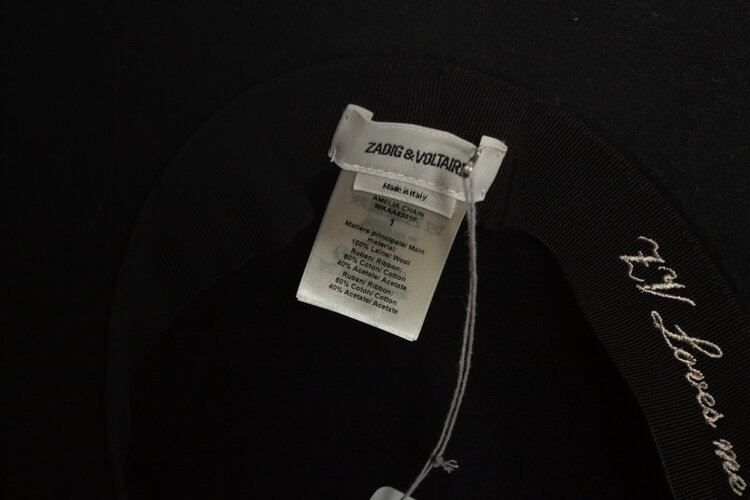 ZADIG & VOLTAIRE
Made in Italy
AMELIA CHAIN
WKAA8301F
1
Matière principale/ Main
material:
100% Laine/ Wool
Ruban/ Ribbon:
60% Coton/ Cotton
40% Acetate/ Acetate
Ruban/ Ribbon:
60% Coton/ Cotton
40% Acetate/ Acetate
ZV Loves me